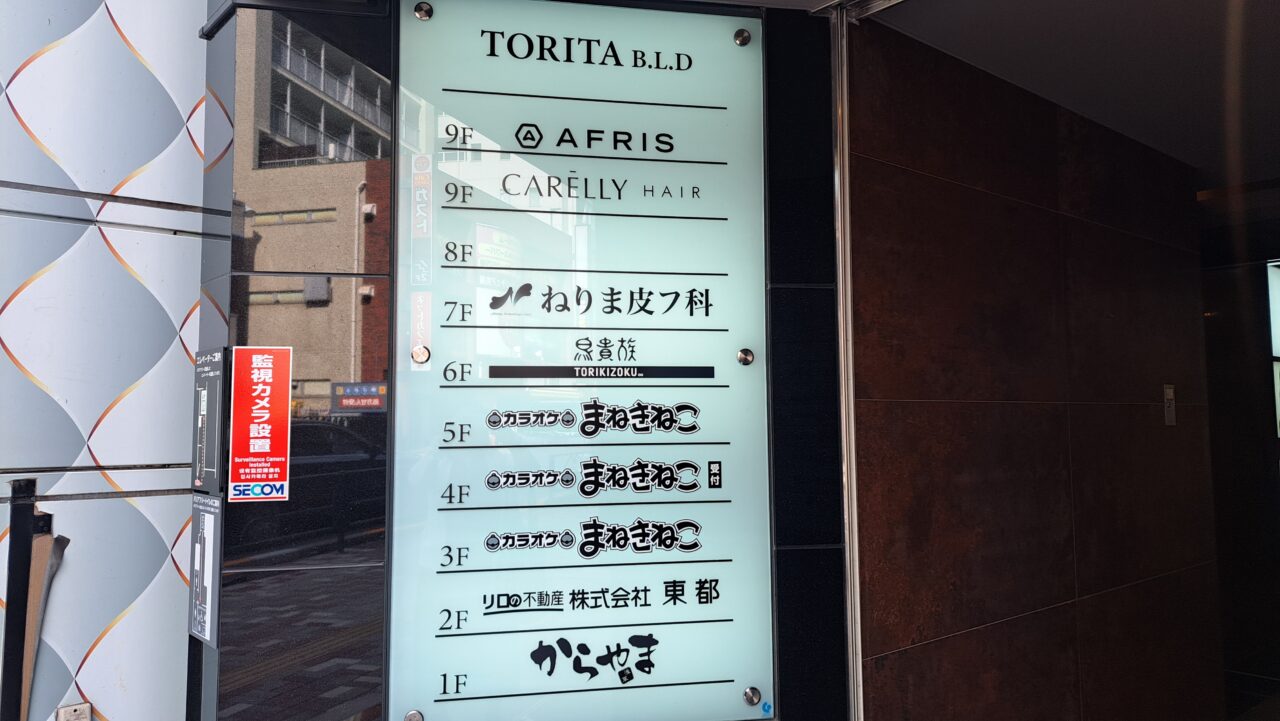 TORITA B.L.D
9F AFRIS
9F CARĒLLY HAIR
8F
7F ねりま皮フ科
鳥貴族
6F TORIKIZOKU
5F カラオケ まねきねこ
4F カラオケ まねきねこ 受付
3F カラオケ まねきねこ
2F リロの不動産 株式会社 東都
1F からやま
監視カメラ設置
Surveillance Camera
Installed
SECOM